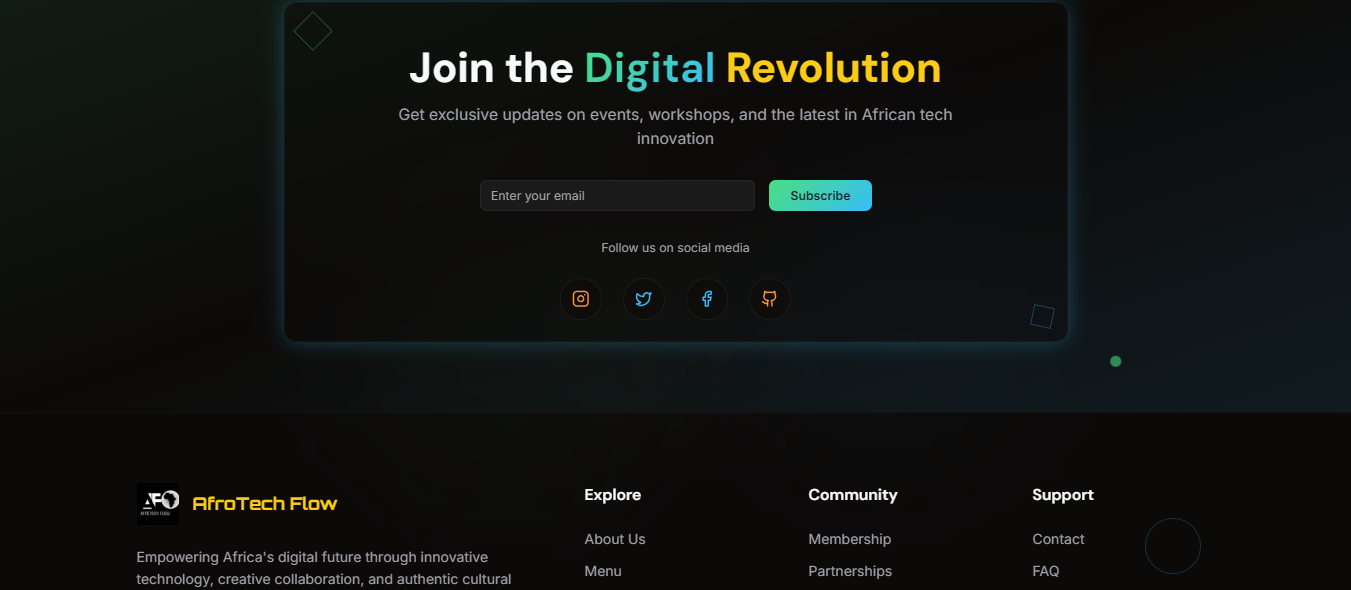 Join the Digital Revolution
Get exclusive updates on events, workshops, and the latest in African tech
innovation
Enter your email
Subscribe
Follow us on social media
AFO
AFROTECH FLOW
AfroTech Flow
Empowering Africa's digital future through innovative
technology, creative collaboration, and authentic cultural
Explore
About Us
Menu
Community
Membership
Partnerships
Support
Contact
FAQ